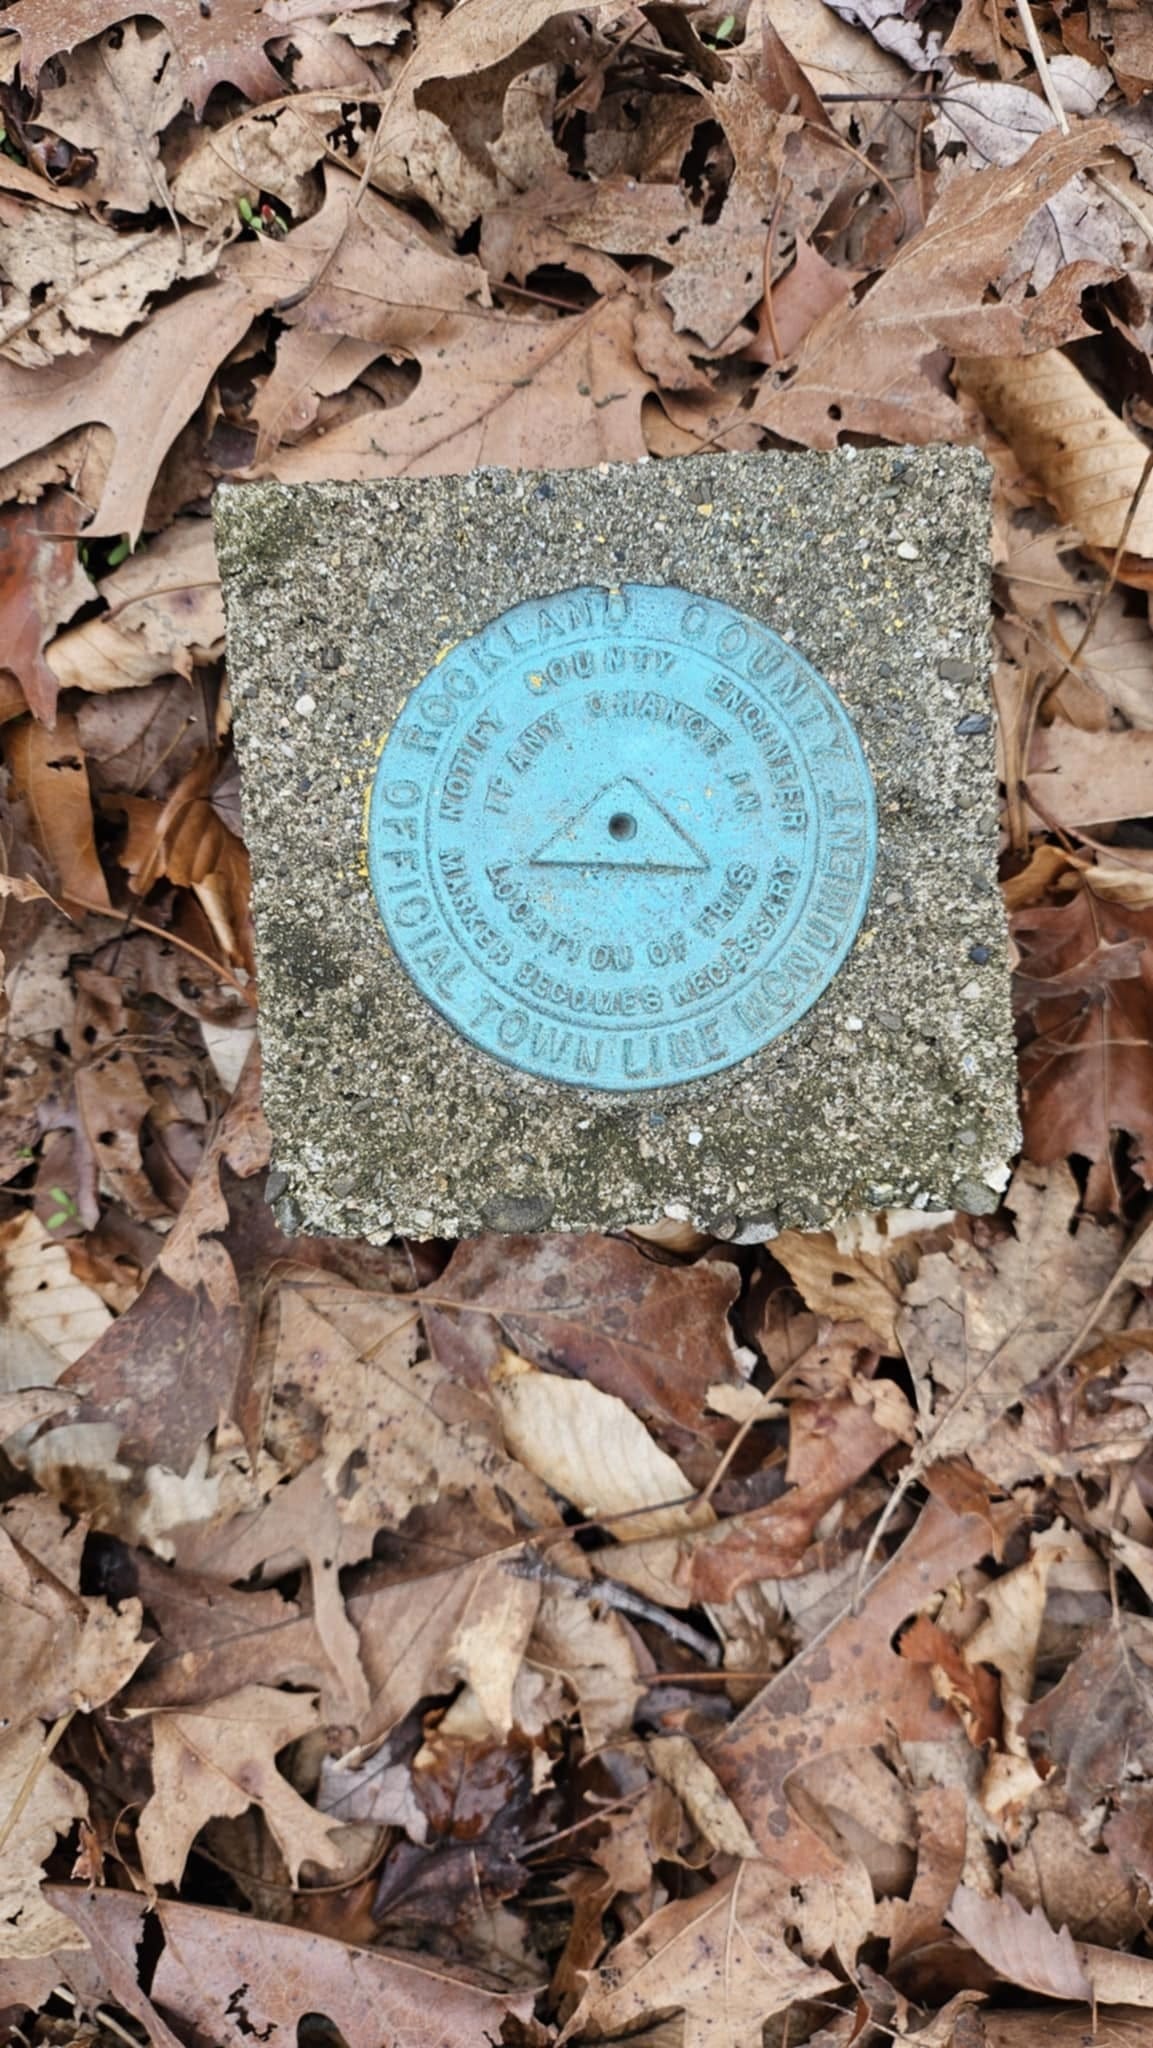 ROCKLAND COUNTY
OFFICIAL TOWN LINE MONUMENT
NOTIFY COUNTY ENGINEER
IF ANY CHANGE IN
LOCATION OF THIS
MARKER BECOMES NECESSARY